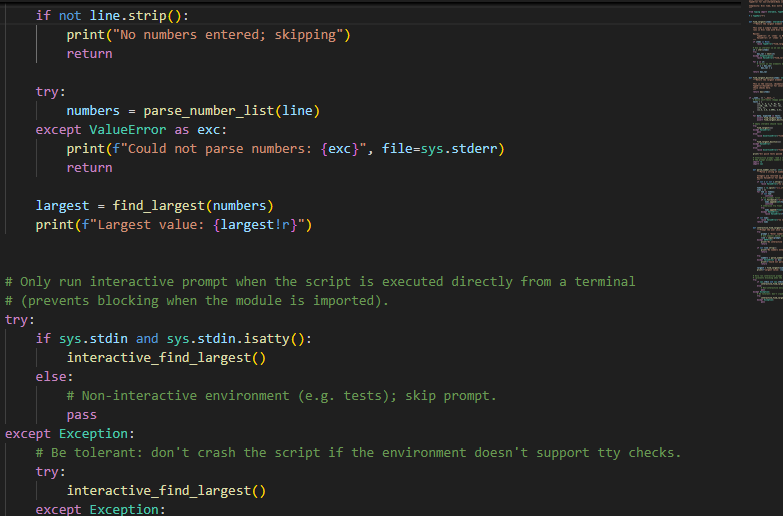 if not line.strip():
print("No numbers entered; skipping")
return
try:
numbers = parse_number_list(line)
except ValueError as exc:
print(f"Could not parse numbers: {exc}", file=sys.stderr)
return
largest = find_largest(numbers)
print(f"Largest value: {largest!r}")
# Only run interactive prompt when the script is executed directly from a terminal
# (prevents blocking when the module is imported).
try:
if sys.stdin and sys.stdin.isatty():
interactive_find_largest()
else:
# Non-interactive environment (e.g. tests); skip prompt.
pass
except Exception:
# Be tolerant: don't crash the script if the environment doesn't support tty checks.
try:
interactive_find_largest()
except Exception: